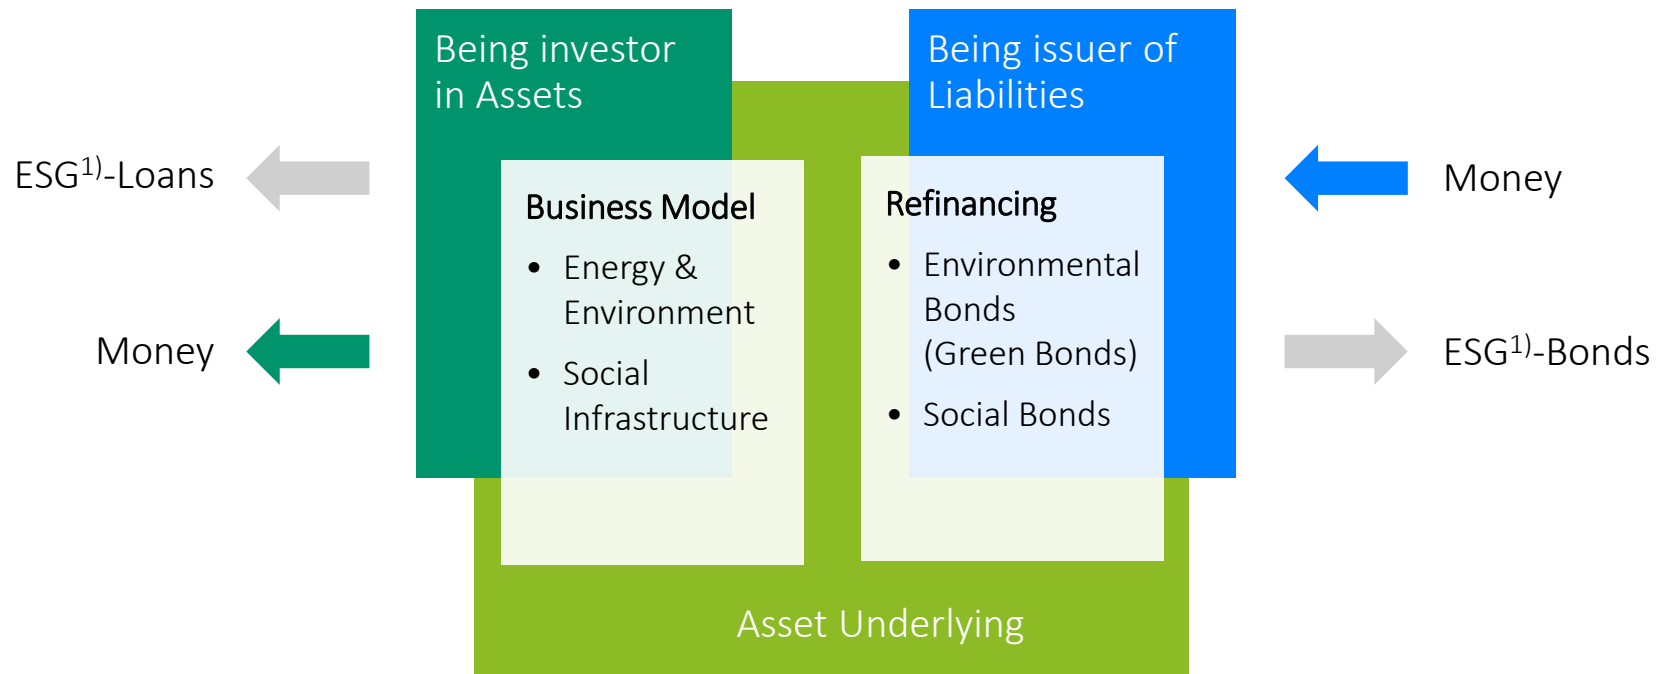 Being investor
in Assets
Being issuer of
Liabilities
ESG1)-Loans
Money
Business Model
• Energy &
Environment
• Social
Infrastructure
Refinancing
• Environmental
Bonds
(Green Bonds)
• Social Bonds
Money
ESG1)-Bonds
Asset Underlying